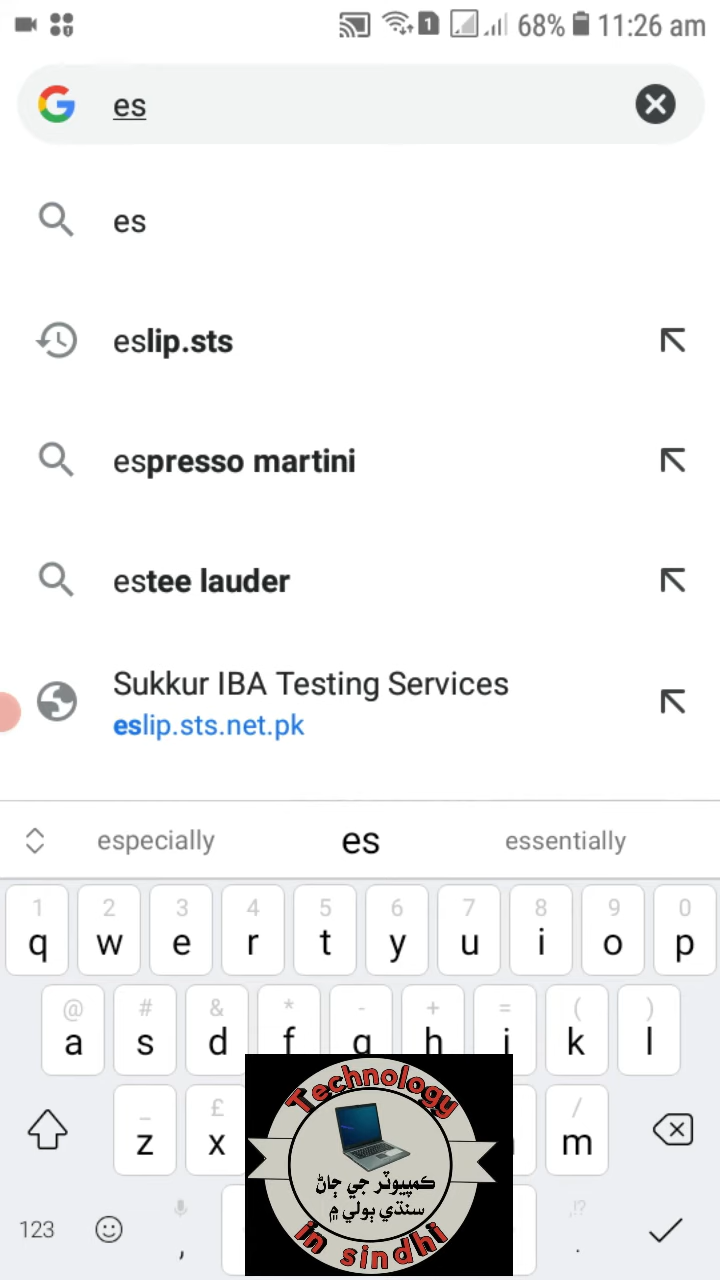 1 68% 11:26 am
es
es
eslip.sts
espresso martini
estee lauder
Sukkur IBA Testing Services
eslip.sts.net.pk
especially es essentially
1 2 3 4 5 6 7 8 9 0
q w e r t y u i o p
@ # & * - + = ( )
a s d f g h j k l
_ £ /
z x m
123 , !? .
Technology
ڪمپيوٽر جي ڄاڻ
سنڌي ٻولي ۾
in sindhi